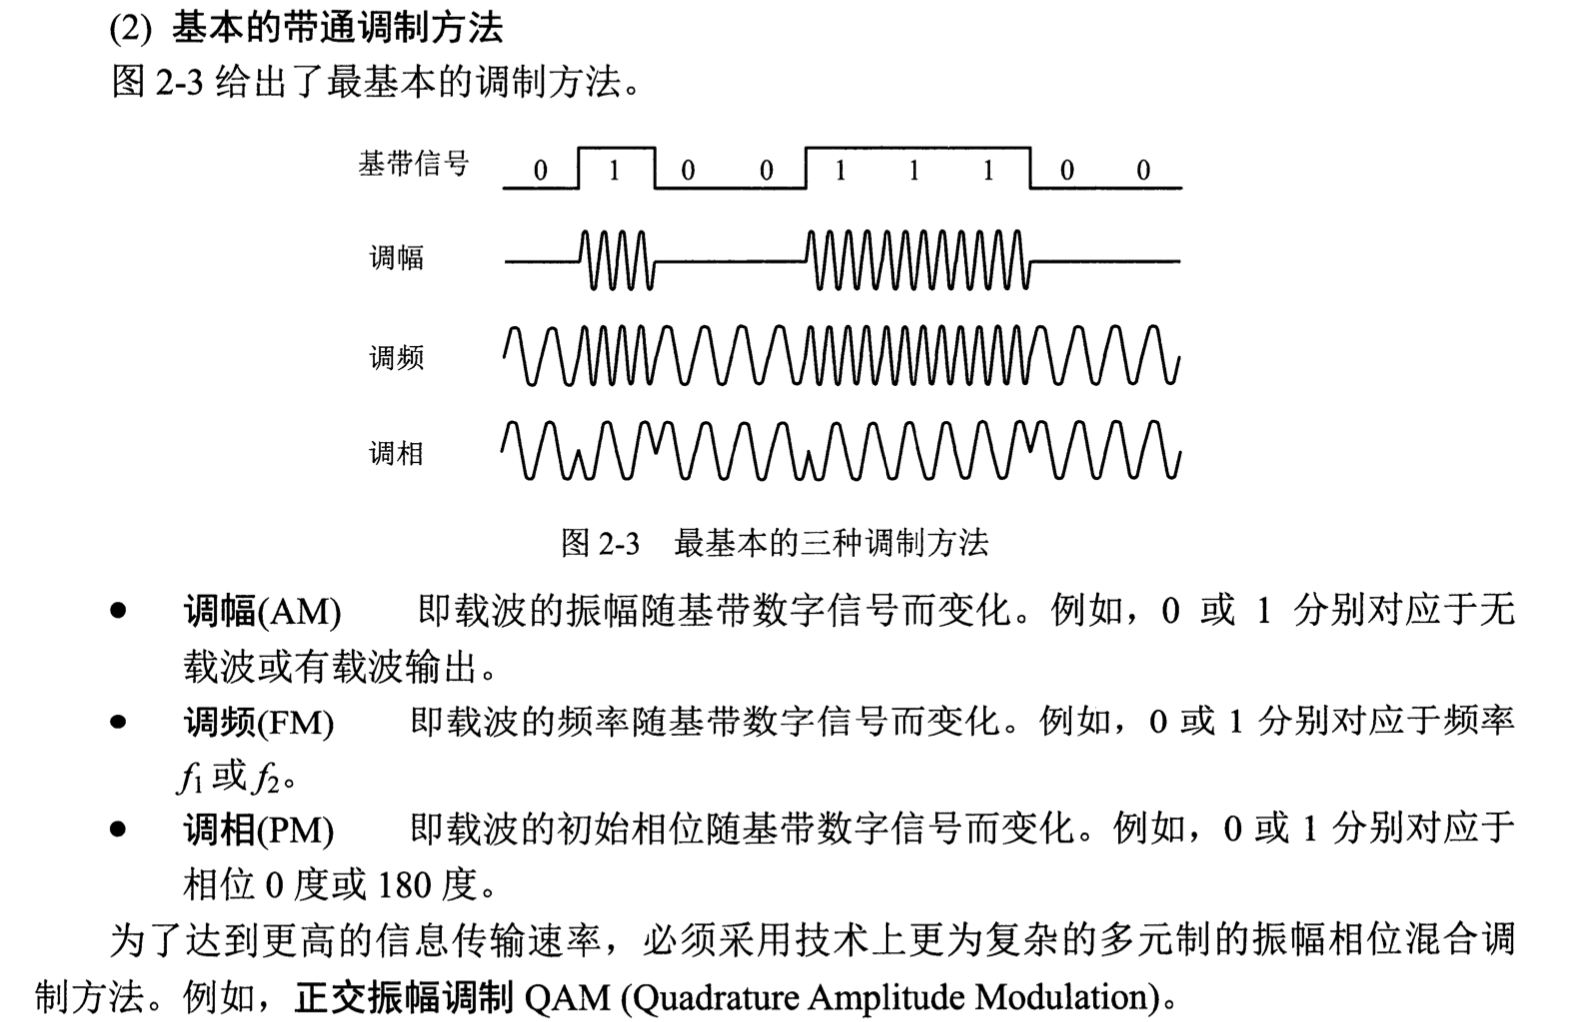 (2) 基本的带通调制方法
图 2-3 给出了最基本的调制方法。
基带信号 0 1 0 0 1 1 1 0 0
调幅
调频
调相
图 2-3 最基本的三种调制方法
● 调幅(AM) 即载波的振幅随基带数字信号而变化。例如，0 或 1 分别对应于无
载波或有载波输出。
● 调频(FM) 即载波的频率随基带数字信号而变化。例如，0 或 1 分别对应于频率
f1 或 f2。
● 调相(PM) 即载波的初始相位随基带数字信号而变化。例如，0 或 1 分别对应于
相位 0 度或 180 度。
为了达到更高的信息传输速率，必须采用技术上更为复杂的多元制的振幅相位混合调
制方法。例如，正交振幅调制 QAM (Quadrature Amplitude Modulation)。